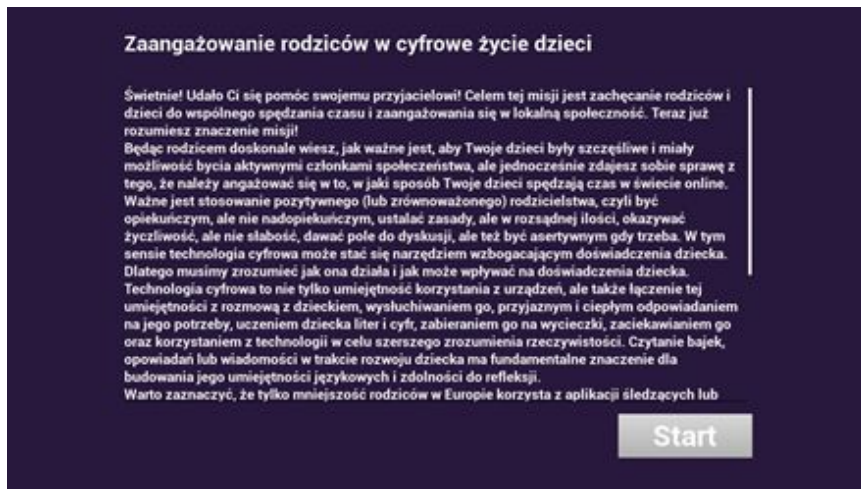 Zaangażowanie rodziców w cyfrowe życie dzieci
Świetnie! Udało Ci się pomóc swojemu przyjacielowi! Celem tej misji jest zachęcanie rodziców i
dzieci do wspólnego spędzania czasu i zaangażowania się w lokalną społeczność. Teraz już
rozumiesz znaczenie misji!
Będąc rodzicem doskonale wiesz, jak ważne jest, aby Twoje dzieci były szczęśliwe i miały
możliwość bycia aktywnymi członkami społeczeństwa, ale jednocześnie zdajesz sobie sprawę z
tego, że należy angażować się w to, w jaki sposób Twoje dzieci spędzają czas w świecie online.
Ważne jest stosowanie pozytywnego (lub zrównoważonego) rodzicielstwa, czyli być
opiekuńczym, ale nie nadopiekuńczym, ustalać zasady, ale w rozsądnej ilości, okazywać
życzliwość, ale nie słabość, dawać pole do dyskusji, ale też być asertywnym gdy trzeba. W tym
sensie technologia cyfrowa może stać się narzędziem wzbogacającym doświadczenia dziecka.
Dlatego musimy zrozumieć jak ona działa i jak może wpływać na doświadczenia dziecka.
Technologia cyfrowa to nie tylko umiejętność korzystania z urządzeń, ale także łączenie tej
umiejętności z rozmową z dzieckiem, wysłuchiwaniem go, przyjaznym i ciepłym odpowiadaniem
na jego potrzeby, uczeniem dziecka liter i cyfr, zabieraniem go na wycieczki, zaciekawianiem go
oraz korzystaniem z technologii w celu szerszego zrozumienia rzeczywistości. Czytanie bajek,
opowiadań lub wiadomości w trakcie rozwoju dziecka ma fundamentalne znaczenie dla
budowania jego umiejętności językowych i zdolności do refleksji.
Warto zaznaczyć, że tylko mniejszość rodziców w Europie korzysta z aplikacji śledzących lub
Start